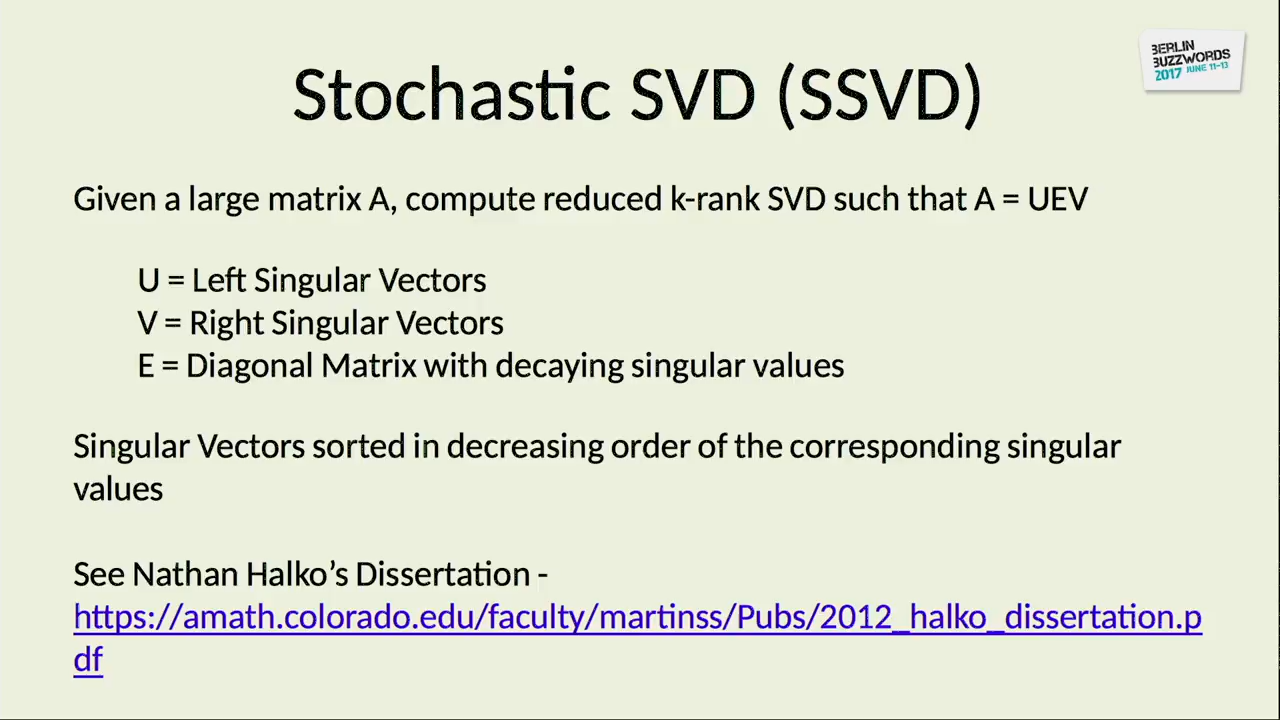 BERLIN
BUZZWORDS
2017 JUNE 11-13
Stochastic SVD (SSVD)
Given a large matrix A, compute reduced k-rank SVD such that A = UEV
U = Left Singular Vectors
V = Right Singular Vectors
E = Diagonal Matrix with decaying singular values
Singular Vectors sorted in decreasing order of the corresponding singular
values
See Nathan Halko’s Dissertation -
https://amath.colorado.edu/faculty/martinss/Pubs/2012_halko_dissertation.p
df